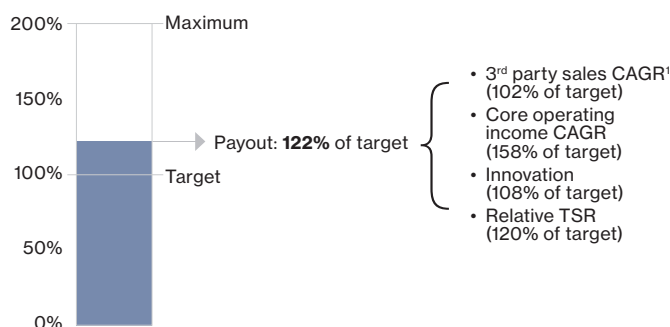 200%
Maximum
150%
Payout: 122% of target
100%
Target
50%
0%
• 3rd party sales CAGR¹
(102% of target)
• Core operating
income CAGR
(158% of target)
• Innovation
(108% of target)
• Relative TSR
(120% of target)